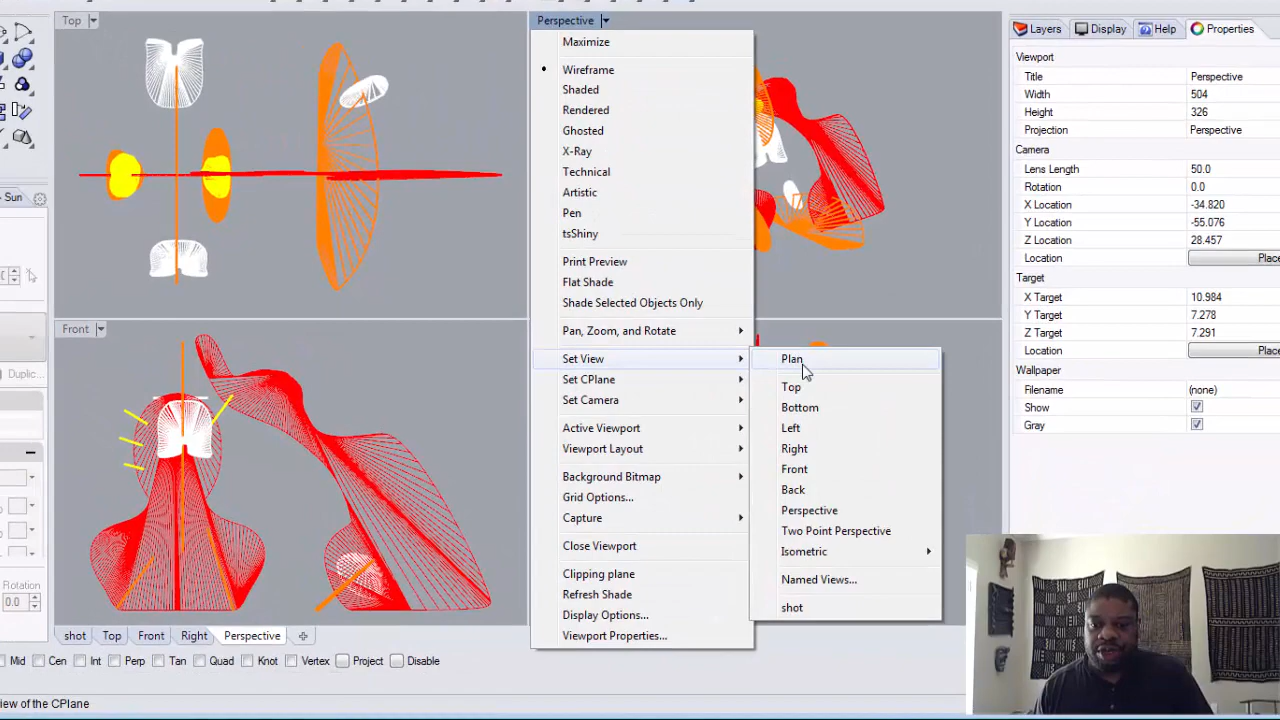 Top
Perspective
Maximize
Wireframe
Shaded
Rendered
Ghosted
X-Ray
Technical
Artistic
Pen
tsShiny
Print Preview
Flat Shade
Shade Selected Objects Only
Pan, Zoom, and Rotate
Set View
Set CPlane
Set Camera
Active Viewport
Viewport Layout
Background Bitmap
Grid Options...
Capture
Close Viewport
Clipping plane
Refresh Shade
Display Options...
Viewport Properties...
Plan
Top
Bottom
Left
Right
Front
Back
Perspective
Two Point Perspective
Isometric
Named Views...
shot
Layers Display Help Properties
Viewport
Title Perspective
Width 504
Height 326
Projection Perspective
Camera
Lens Length 50.0
Rotation 0.0
X Location -34.820
Y Location -55.076
Z Location 28.457
Location Place
Target
X Target 10.984
Y Target 7.278
Z Target 7.291
Location Place
Wallpaper
Filename (none)
Show
Gray
Sun
Duplic...
Rotation
0.0
Front
shot Top Front Right Perspective
Mid Cen Int Perp Tan Quad Knot Vertex Project Disable
iew of the CPlane